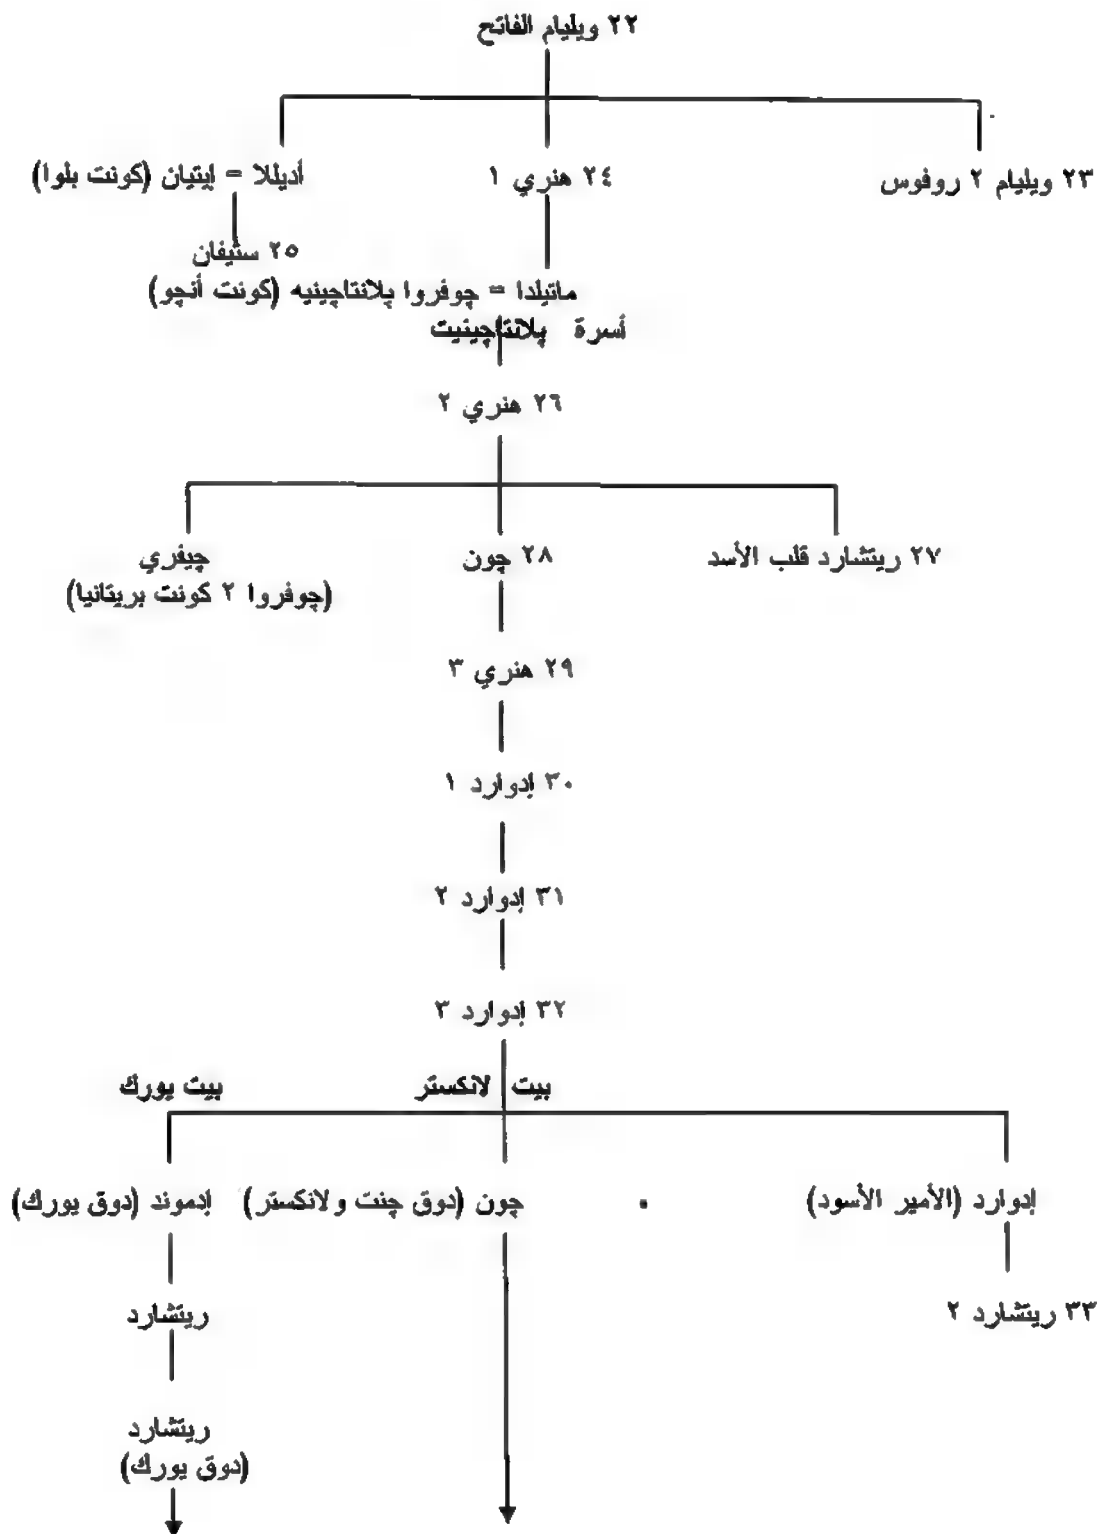 ٢٢ ويليام الفاتح
٢٣ ويليام ٢ روفوس
٢٤ هنري ١
أديللا = إيتيان (كونت بلوا)
٢٥ ستيفان
ماتيلدا = چوفروا پلانتاچينيه (كونت أنچو)
أسرة پلانتاچينيت
٢٦ هنري ٢
٢٧ ريتشارد قلب الأسد
٢٨ چون
چيفري
(چوفروا ٢ كونت بريتانيا)
٢٩ هنري ٣
٣٠ إدوارد ١
٣١ إدوارد ٢
٣٢ إدوارد ٣
بيت لانكستر
بيت يورك
إدوارد (الأمير الأسود)
چون (دوق چنت ولانكستر)
إدموند (دوق يورك)
٣٣ ريتشارد ٢
ريتشارد
ريتشارد
(دوق يورك)